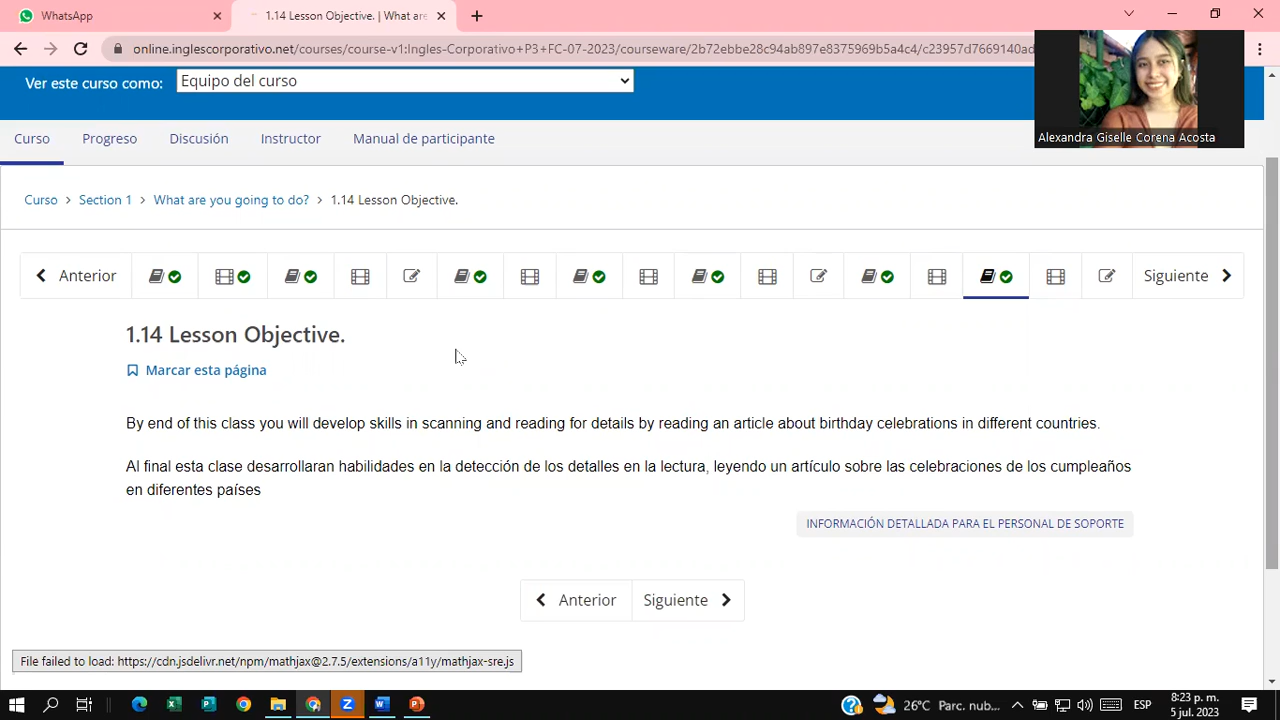 WhatsApp
1.14 Lesson Objective. | What are
online.inglescorporativo.net/courses/course-v1:Ingles-Corporativo+P3+FC-07-2023/courseware/2b72ebbe28c94ab897e8375969b5a4c4/c23957d7669140ad
Ver este curso como:
Equipo del curso
Alexandra Giselle Corena Acosta
Curso
Progreso
Discusión
Instructor
Manual de participante
Curso > Section 1 > What are you going to do? > 1.14 Lesson Objective.
Anterior
Siguiente
1.14 Lesson Objective.
Marcar esta página
By end of this class you will develop skills in scanning and reading for details by reading an article about birthday celebrations in different countries.
Al final esta clase desarrollaran habilidades en la detección de los detalles en la lectura, leyendo un artículo sobre las celebraciones de los cumpleaños
en diferentes países
INFORMACIÓN DETALLADA PARA EL PERSONAL DE SOPORTE
Anterior
Siguiente
File failed to load: https://cdn.jsdelivr.net/npm/mathjax@2.7.5/extensions/a11y/mathjax-sre.js
26°C Parc. nub...
ESP
8:23 p. m.
5 jul. 2023